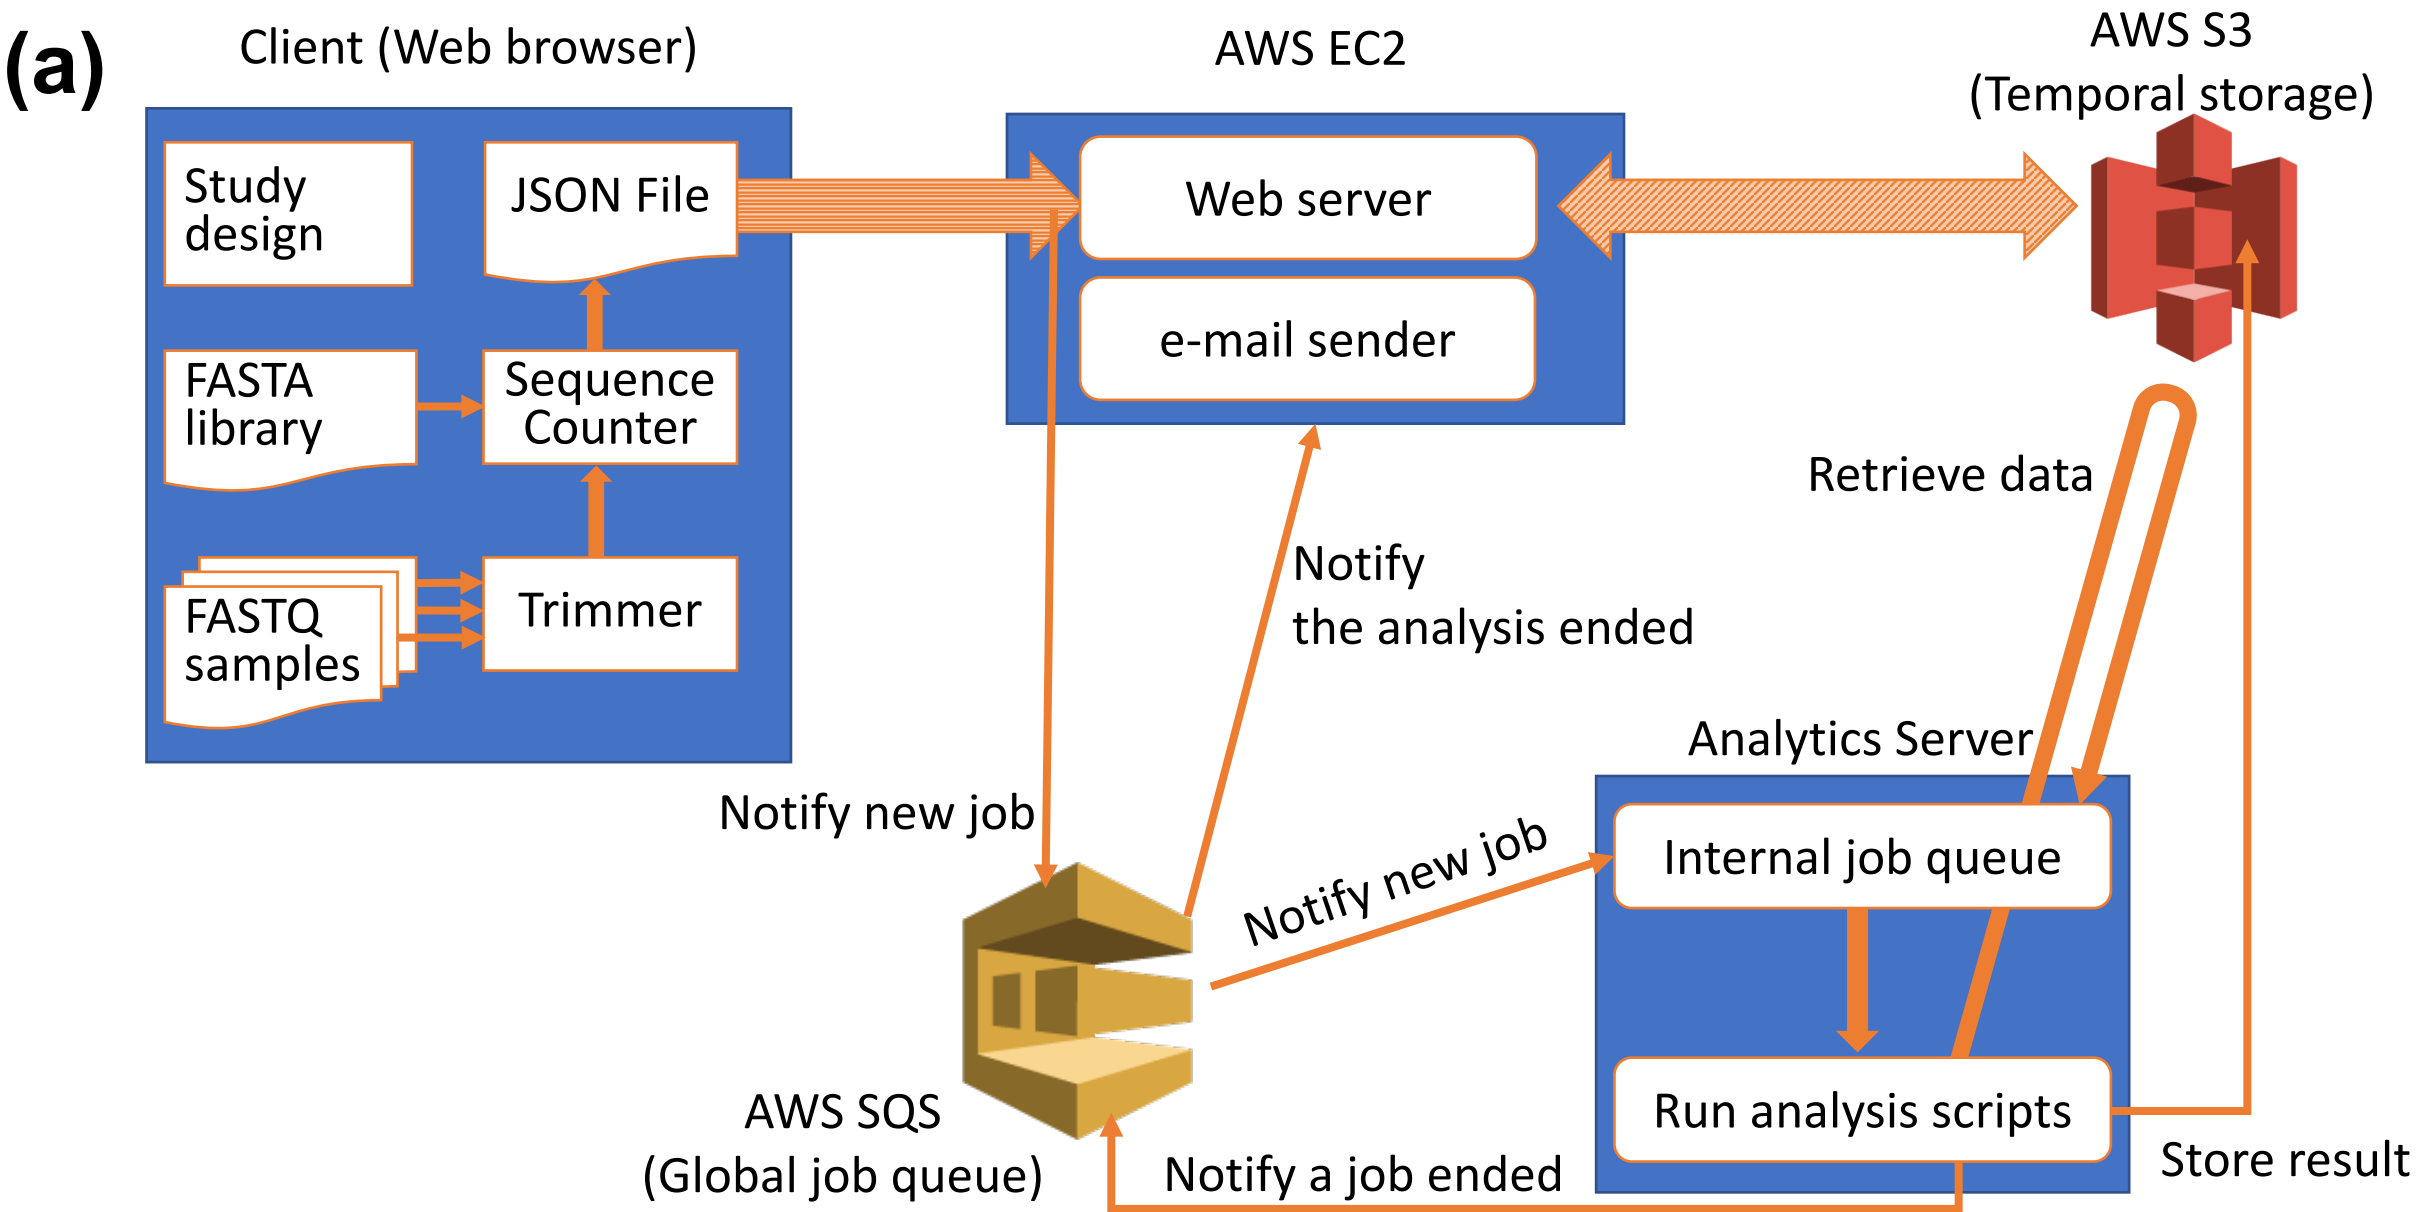 (a)
Client (Web browser)
AWS EC2
AWS S3
(Temporal storage)
Study
design
JSON File
Web server
e-mail sender
FASTA
library
Sequence
Counter
FASTQ
samples
Trimmer
Retrieve data
Notify
the analysis ended
Analytics Server
Notify new job
Notify new job
Internal job queue
Run analysis scripts
AWS SQS
(Global job queue)
Notify a job ended
Store result